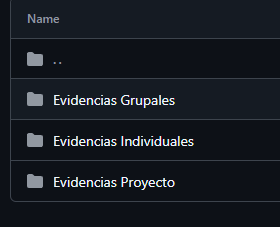 Name
..
Evidencias Grupales
Evidencias Individuales
Evidencias Proyecto